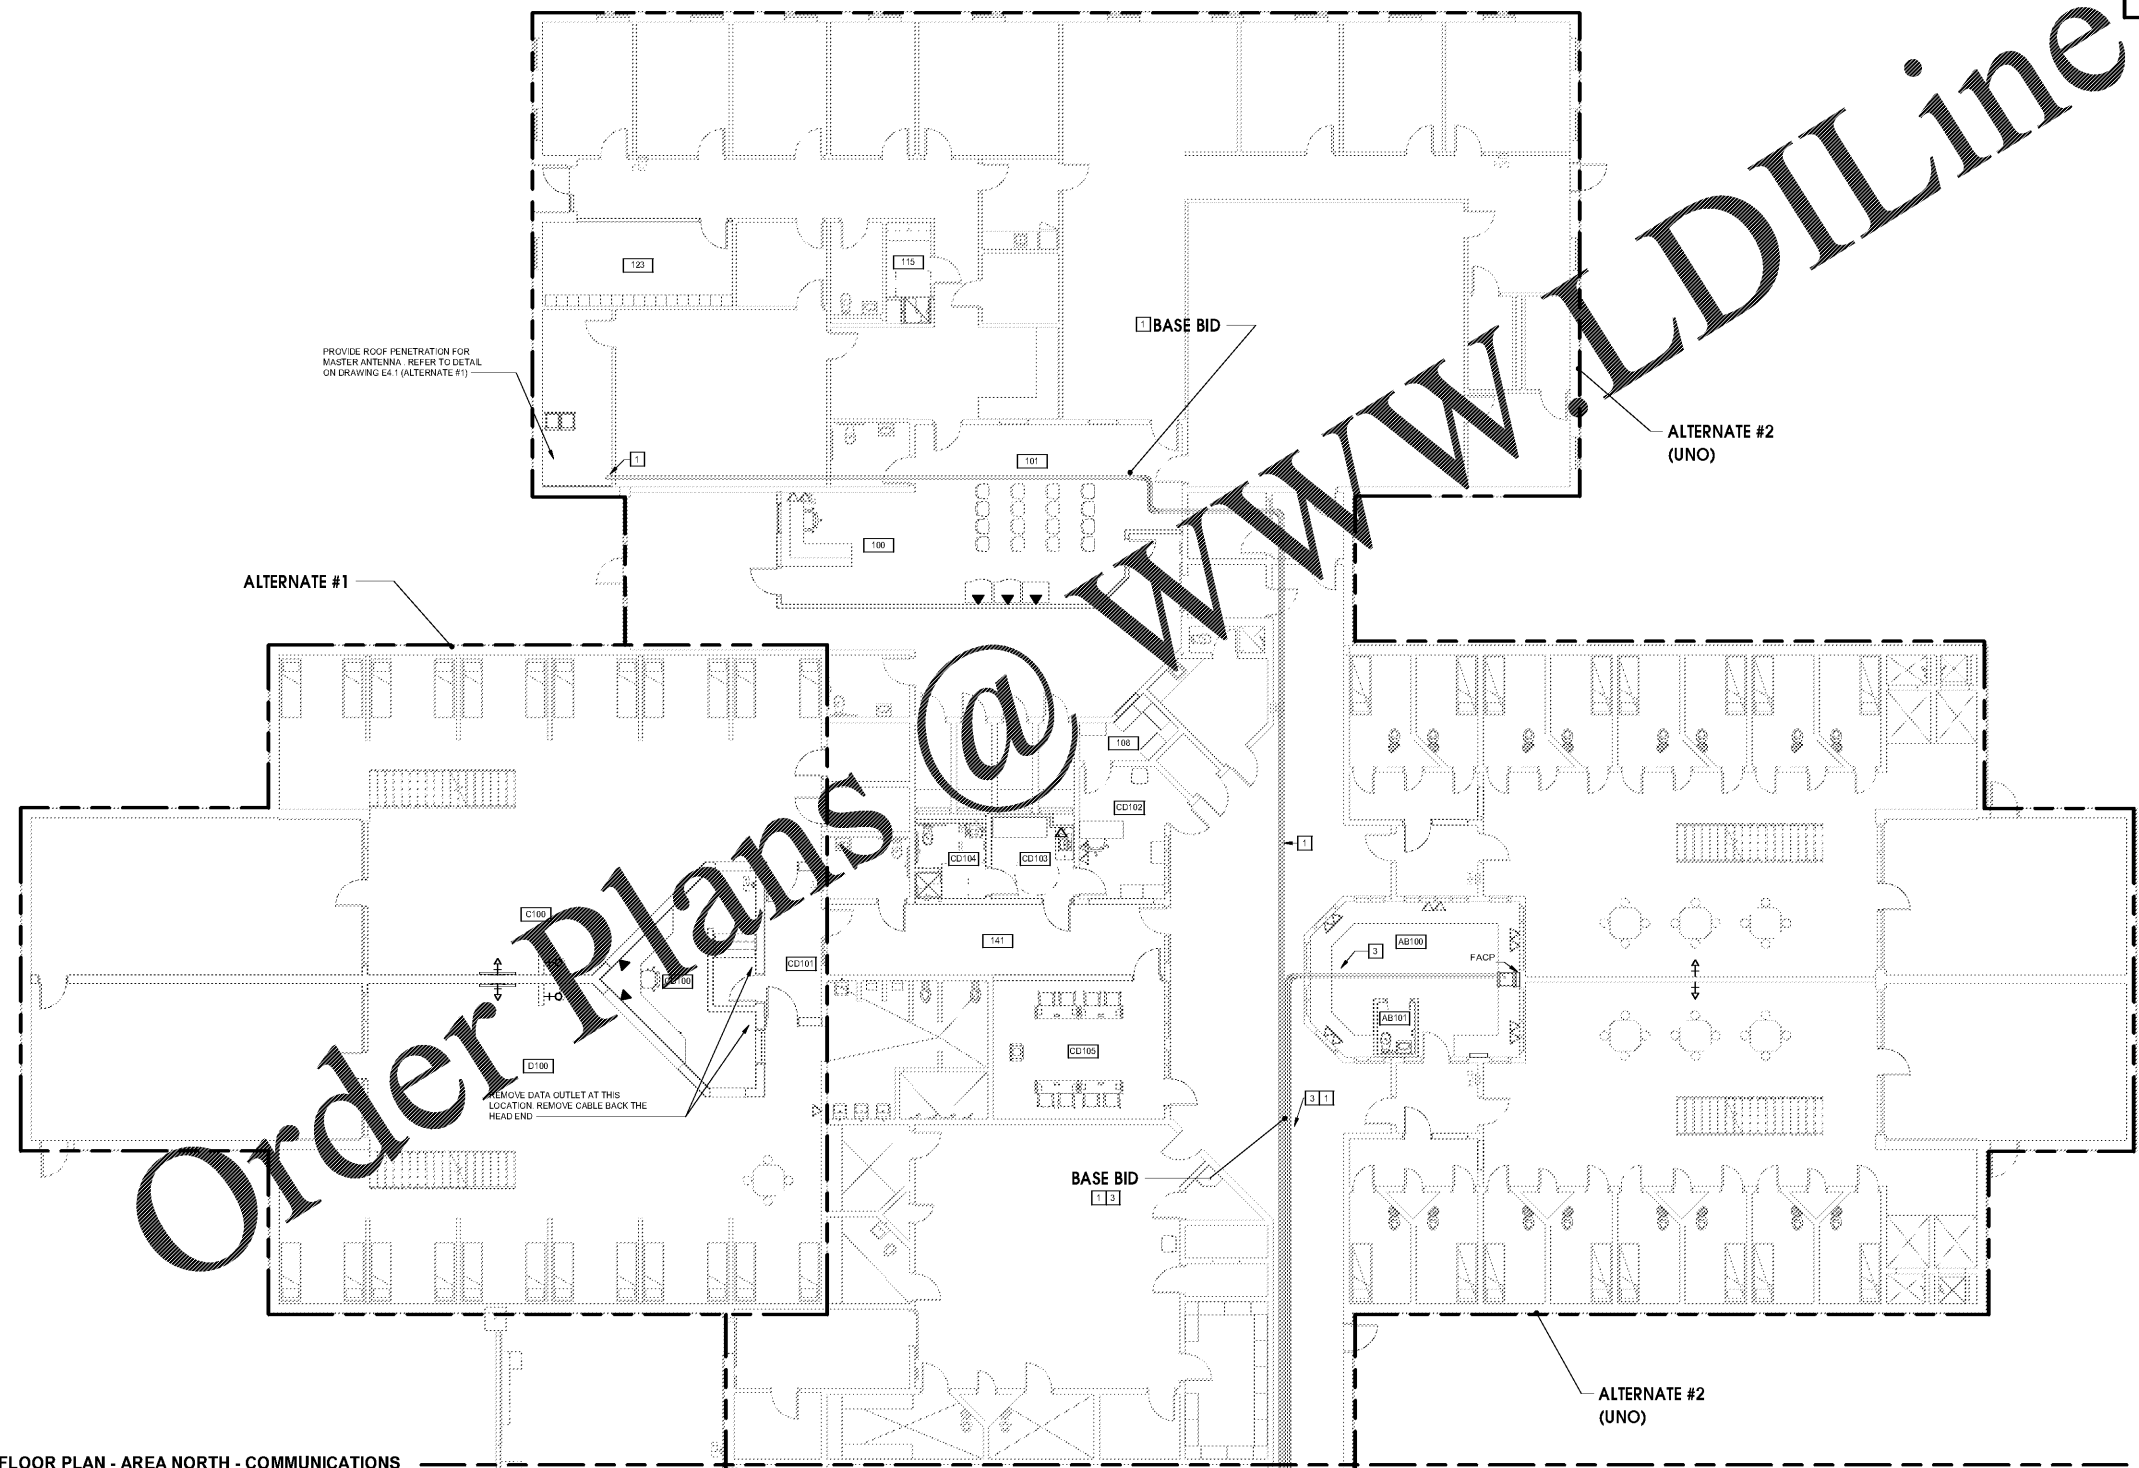 123
115
1 BASE BID
PROVIDE ROOF PENETRATION FOR
MASTER ANTENNA . REFER TO DETAIL
ON DRAWING E4.1 (ALTERNATE #1)
ALTERNATE #2
(UNO)
1
101
100
ALTERNATE #1
108
CD102
1
CD104
CD103
C100
141
AB100
3
FACP
CD101
CD100
AB101
CD105
D100
REMOVE DATA OUTLET AT THIS
LOCATION. REMOVE CABLE BACK THE
HEAD END
3 1
BASE BID
1 3
ALTERNATE #2
(UNO)
FLOOR PLAN - AREA NORTH - COMMUNICATIONS
Order Plans @ www.LDILine